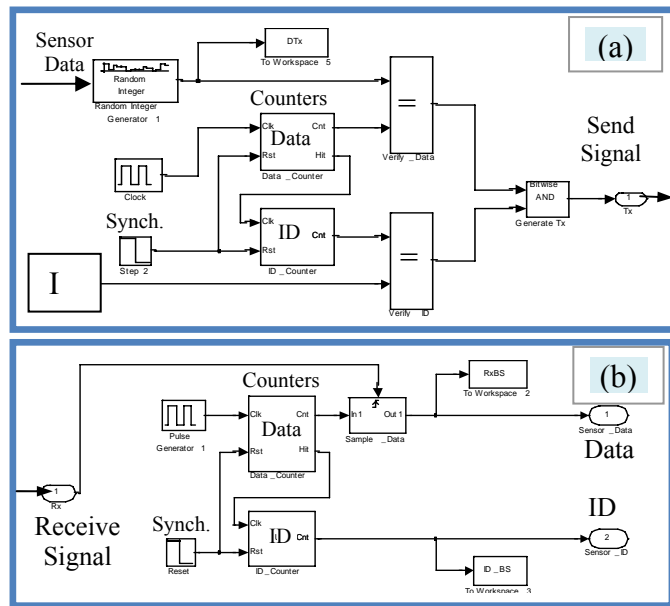 (a)
Sensor
Data
DTx
To Workspace 5
Random
Integer
Random Integer
Generator 1
Counters
Clk
Cnt
Data
Rst
Hit
Data _Counter
=
Verify _Data
Clock
Send
Signal
Bitwise
AND
Generate Tx
1
Tx
Synch.
Step 2
Clk
ID
Cnt
Rst
ID _Counter
=
Verify _ID
I
(b)
Counters
RxBS
To Workspace 2
Pulse
Generator 1
Clk
Cnt
Data
Rst
Hit
Data _Counter
In 1
Out 1
Sample _Data
1
Sensor _Data
Data
1
Rx
Receive
Signal
Synch.
Reset
Clk
ID
Cnt
Rst
ID _Counter
ID
2
Sensor _ID
ID _BS
To Workspace 3